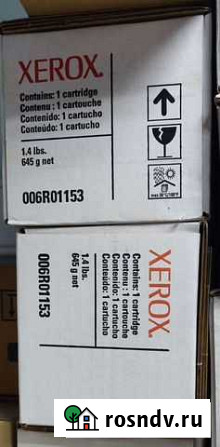 XEROX.
Contains: 1 cartridge
Contenu : 1 cartouche
Contenido: 1 cartucho
Conteúdo: 1 cartucho
1.4 lbs.
645 g net
006R01153
XEROX.
Contains: 1 cartridge
Contenu : 1 cartouche
Contenido: 1 cartucho
Conteúdo: 1 cartucho
1.4 lbs.
645 g net
006R01153
rosndv.ru